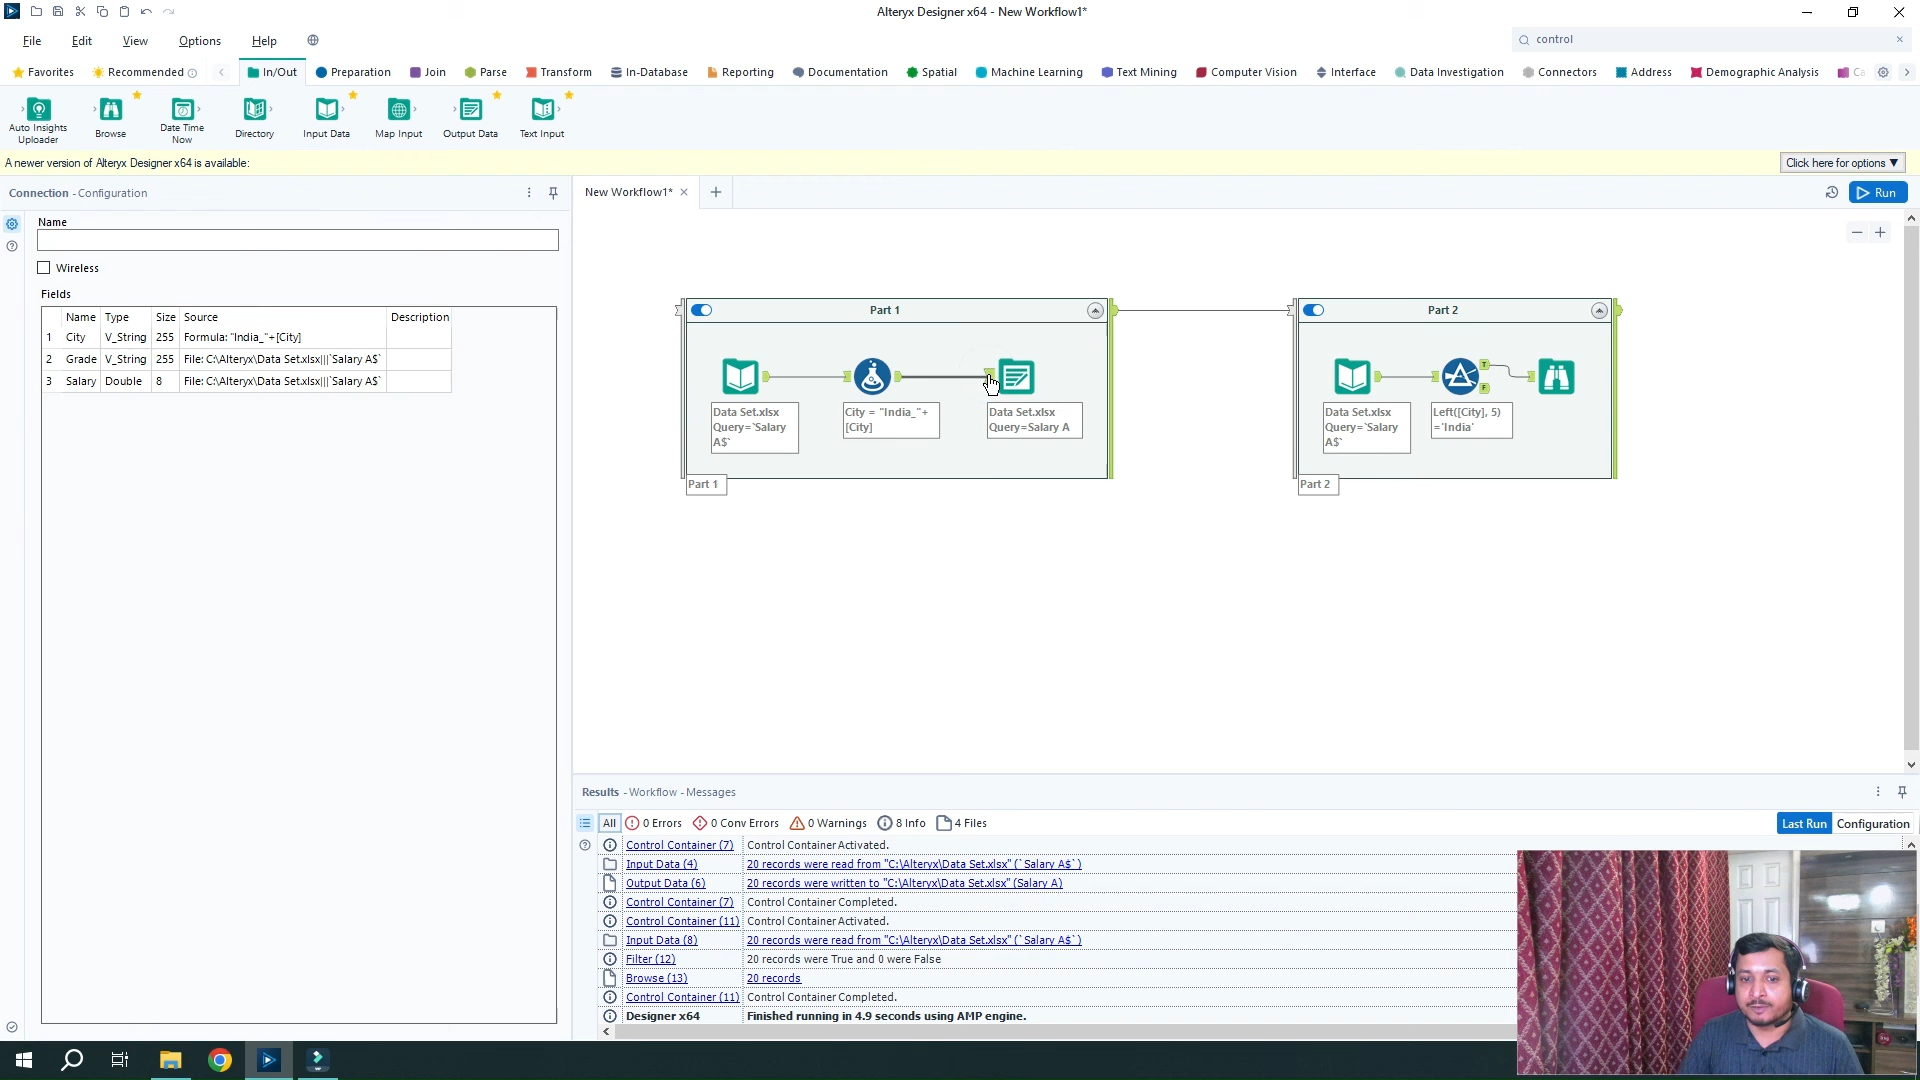 Alteryx Designer x64 - New Workflow1*
File Edit View Options Help
control
Favorites Recommended In/Out Preparation Join Parse Transform In-Database Reporting Documentation Spatial Machine Learning Text Mining Computer Vision Interface Data Investigation Connectors Address Demographic Analysis Ca
Auto Insights
Uploader
Browse
Date Time
Now
Directory
Input Data
Map Input
Output Data
Text Input
A newer version of Alteryx Designer x64 is available:
Click here for options ▼
Connection - Configuration
Name
Wireless
Fields
Name Type Size Source Description
1 City V_String 255 Formula: "India_"+[City]
2 Grade V_String 255 File: C:\Alteryx\Data Set.xlsx|||`Salary A$`
3 Salary Double 8 File: C:\Alteryx\Data Set.xlsx|||`Salary A$`
New Workflow1*
Run
Part 1
Data Set.xlsx
Query=`Salary
A$`
City = "India_"+
[City]
Data Set.xlsx
Query=Salary A
Part 1
Part 2
T
F
Data Set.xlsx
Query=`Salary
A$`
Left([City], 5)
='India'
Part 2
Results - Workflow - Messages
All 0 Errors 0 Conv Errors 0 Warnings 8 Info 4 Files
Last Run Configuration
Control Container (7) Control Container Activated.
Input Data (4) 20 records were read from "C:\Alteryx\Data Set.xlsx" (`Salary A$`)
Output Data (6) 20 records were written to "C:\Alteryx\Data Set.xlsx" (Salary A)
Control Container (7) Control Container Completed.
Control Container (11) Control Container Activated.
Input Data (8) 20 records were read from "C:\Alteryx\Data Set.xlsx" (`Salary A$`)
Filter (12) 20 records were True and 0 were False
Browse (13) 20 records
Control Container (11) Control Container Completed.
Designer x64 Finished running in 4.9 seconds using AMP engine.